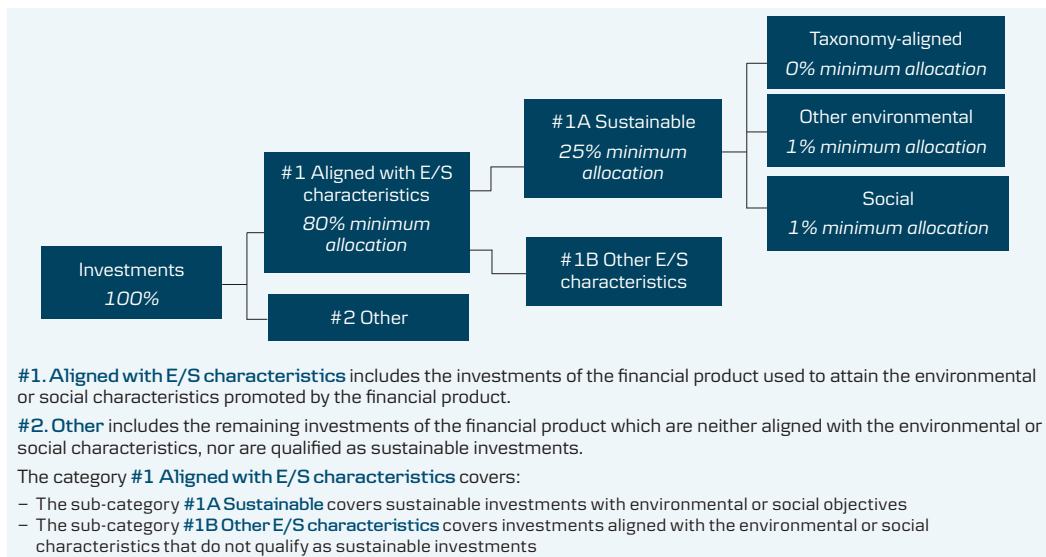 Taxonomy-aligned
0% minimum allocation
Other environmental
1% minimum allocation
Social
1% minimum allocation
#1A Sustainable
25% minimum
allocation
#1 Aligned with E/S
characteristics
80% minimum
allocation
#1B Other E/S
characteristics
Investments
100%
#2 Other
#1. Aligned with E/S characteristics includes the investments of the financial product used to attain the environmental
or social characteristics promoted by the financial product.
#2. Other includes the remaining investments of the financial product which are neither aligned with the environmental or
social characteristics, nor are qualified as sustainable investments.
The category #1 Aligned with E/S characteristics covers:
– The sub-category #1A Sustainable covers sustainable investments with environmental or social objectives
– The sub-category #1B Other E/S characteristics covers investments aligned with the environmental or social
characteristics that do not qualify as sustainable investments